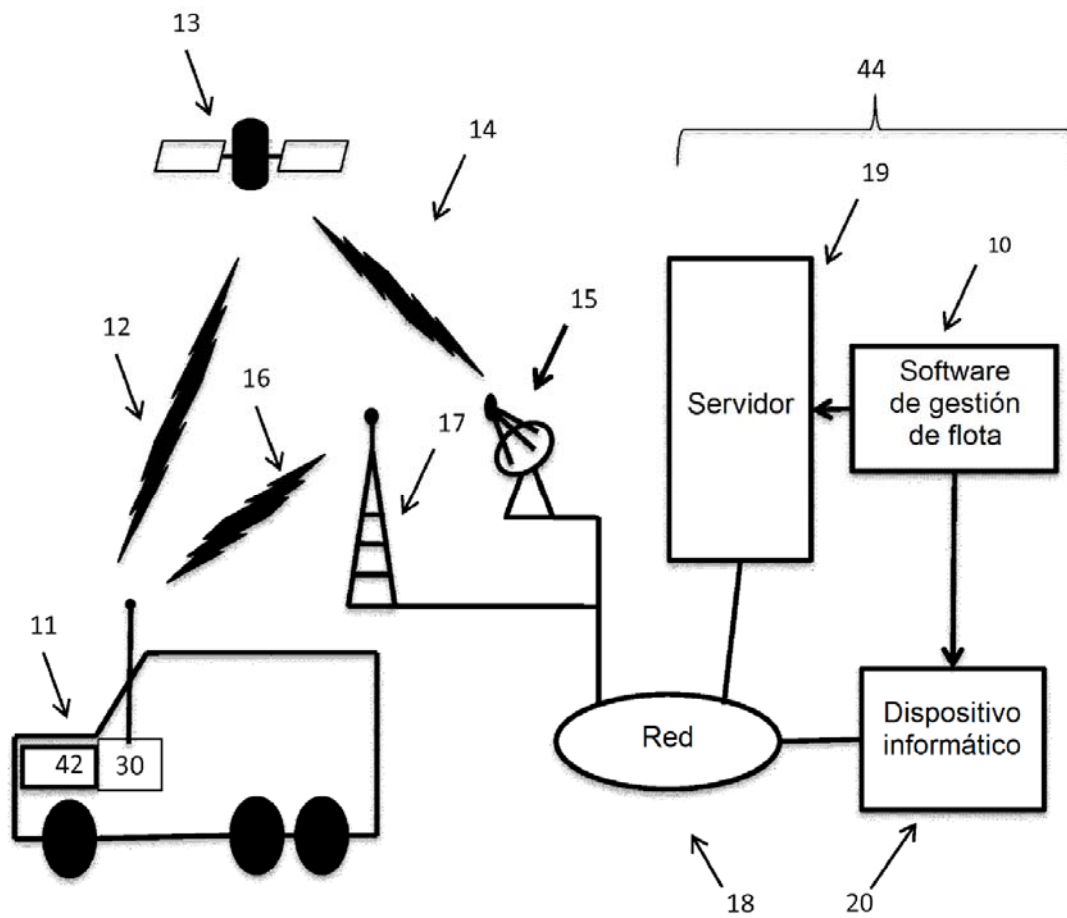 13
44
14
19
10
12
15
16
17
Servidor
Software
de gestión
de flota
11
42
30
Red
Dispositivo
informático
18
20